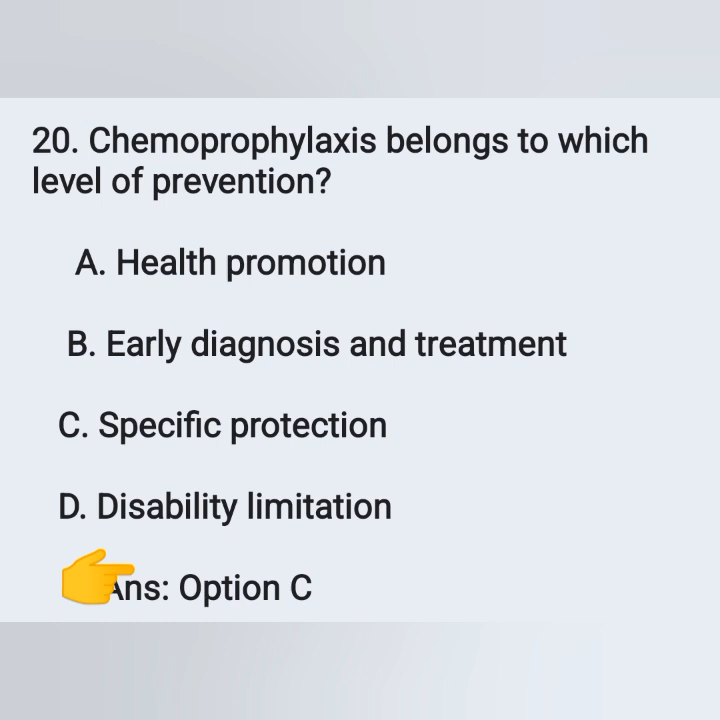 20. Chemoprophylaxis belongs to which
level of prevention?
A. Health promotion
B. Early diagnosis and treatment
C. Specific protection
D. Disability limitation
Ans: Option C